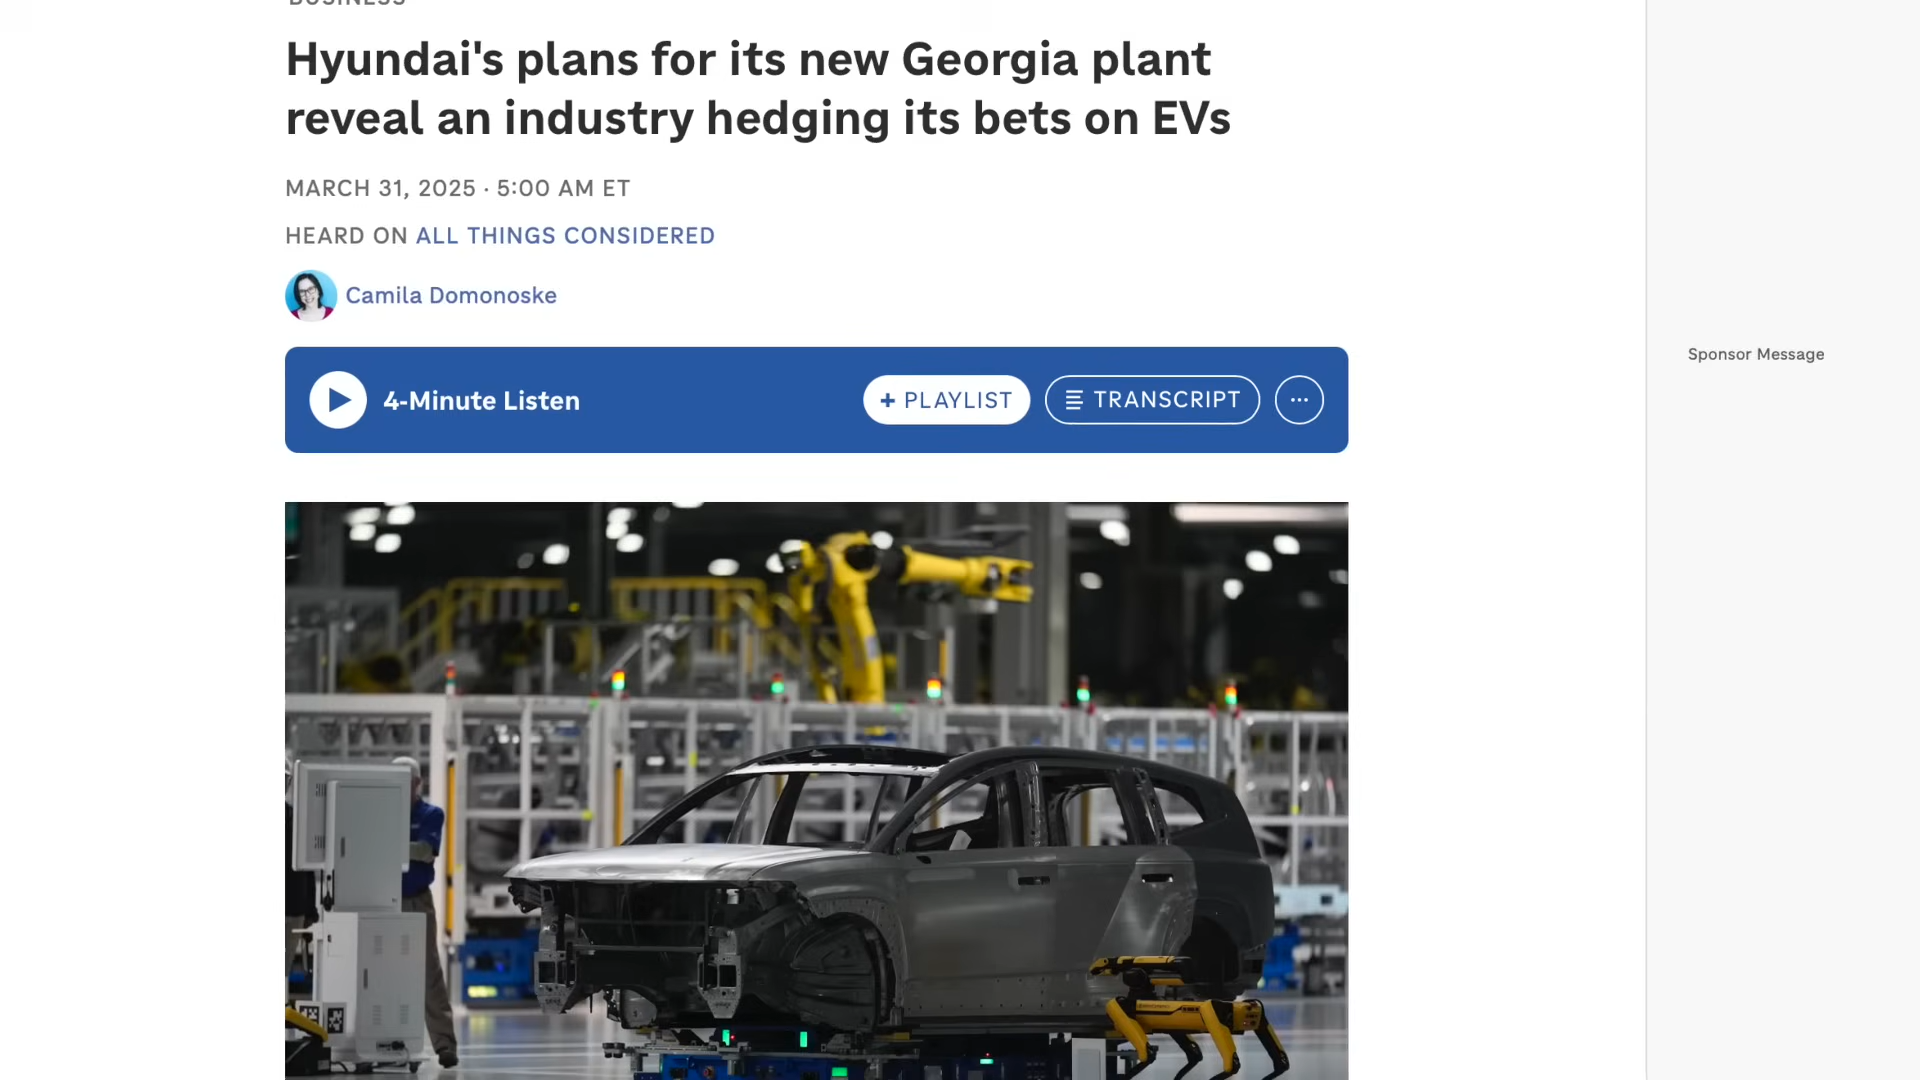 BUSINESS
Hyundai's plans for its new Georgia plant
reveal an industry hedging its bets on EVs
MARCH 31, 2025 · 5:00 AM ET
HEARD ON ALL THINGS CONSIDERED
Camila Domonoske
4-Minute Listen
+ PLAYLIST
TRANSCRIPT
Sponsor Message